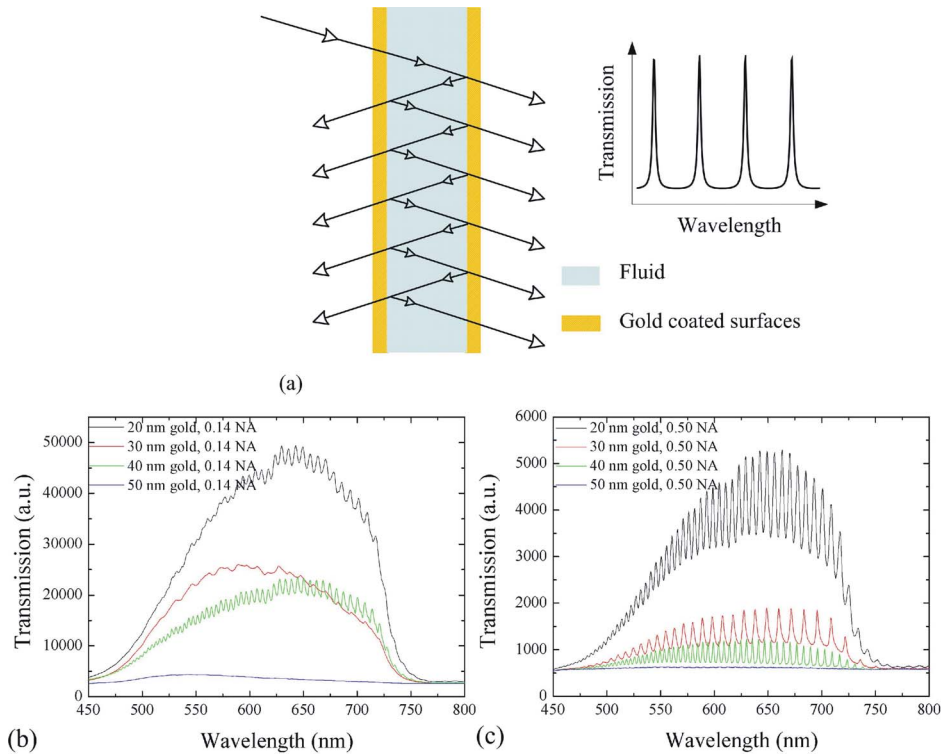 Transmission
Wavelength
Fluid
Gold coated surfaces
(a)
50000
40000
30000
20000
10000
0
Transmission (a.u.)
20 nm gold, 0.14 NA
30 nm gold, 0.14 NA
40 nm gold, 0.14 NA
50 nm gold, 0.14 NA
450 500 550 600 650 700 750 800
Wavelength (nm)
(b)
6000
5000
4000
3000
2000
1000
0
Transmission (a.u.)
20 nm gold, 0.50 NA
30 nm gold, 0.50 NA
40 nm gold, 0.50 NA
50 nm gold, 0.50 NA
450 500 550 600 650 700 750 800
Wavelength (nm)
(c)